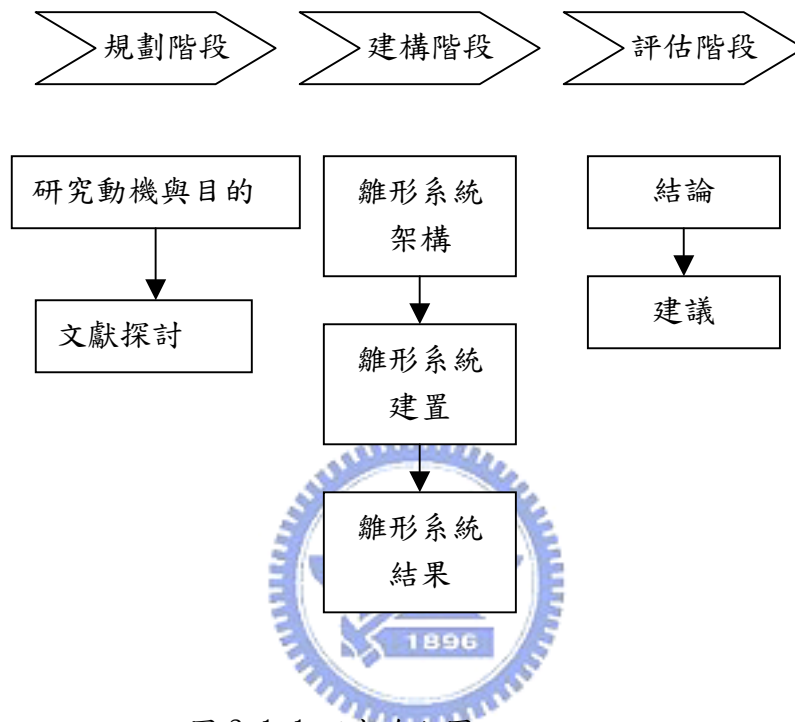 規劃階段
建構階段
評估階段
研究動機與目的
文獻探討
雛形系統
架構
雛形系統
建置
雛形系統
結果
結論
建議
1896